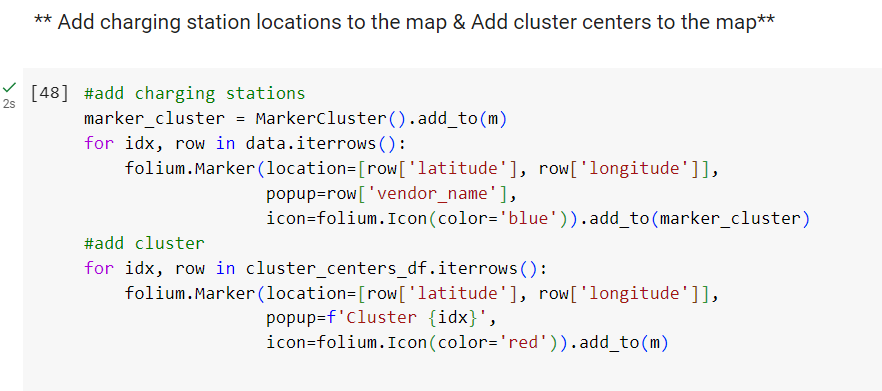 ** Add charging station locations to the map & Add cluster centers to the map**
[48] #add charging stations
2s
marker_cluster = MarkerCluster().add_to(m)
for idx, row in data.iterrows():
    folium.Marker(location=[row['latitude'], row['longitude']],
                  popup=row['vendor_name'],
                  icon=folium.Icon(color='blue')).add_to(marker_cluster)
#add cluster
for idx, row in cluster_centers_df.iterrows():
    folium.Marker(location=[row['latitude'], row['longitude']],
                  popup=f'Cluster {idx}',
                  icon=folium.Icon(color='red')).add_to(m)